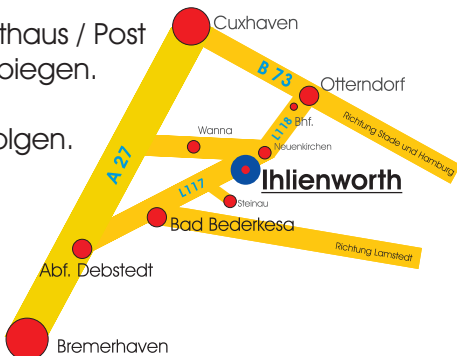 Cuxhaven
thaus / Post
biegen.
B 73
Otterndorf
Bhf.
Richtung Stade und Hamburg
olgen.
Wanna
L118
Neuenkirchen
A 27
Ihlienworth
L117
Steinau
Bad Bederkesa
Richtung Lamstedt
Abf. Debstedt
Bremerhaven